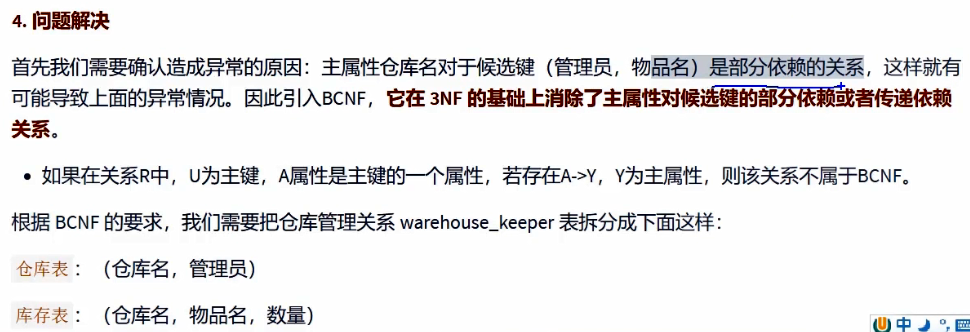 4. 问题解决
首先我们需要确认造成异常的原因：主属性仓库名对于候选键（管理员，物品名）是部分依赖的关系，这样就有
可能导致上面的异常情况。因此引入BCNF，它在 3NF 的基础上消除了主属性对候选键的部分依赖或者传递依赖
关系。
• 如果在关系R中，U为主键，A属性是主键的一个属性，若存在A->Y，Y为主属性，则该关系不属于BCNF。
根据 BCNF 的要求，我们需要把仓库管理关系 warehouse_keeper 表拆分成下面这样：
仓库表：（仓库名，管理员）
库存表：（仓库名，物品名，数量）
中